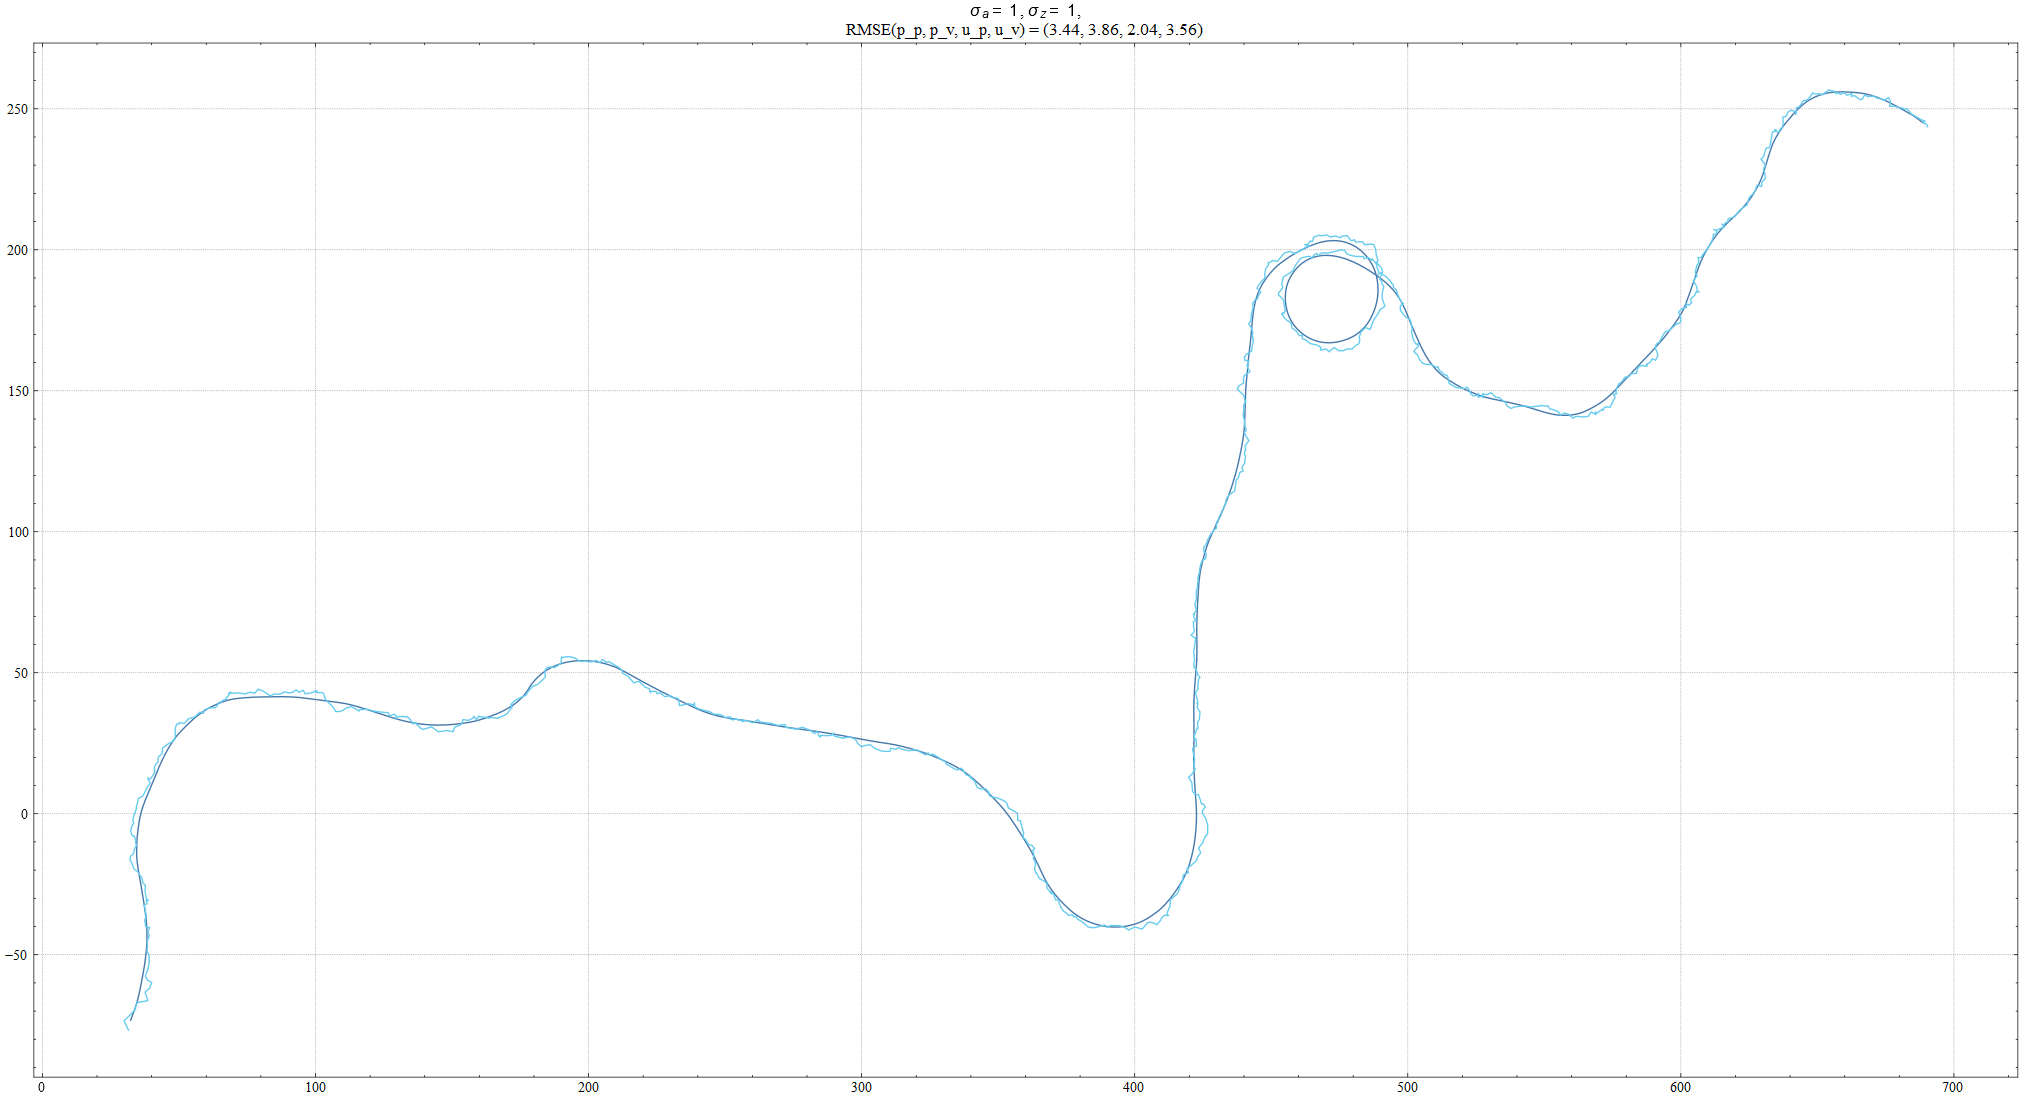 σₐ = 1, σ_z = 1,
RMSE(p_p, p_v, u_p, u_v) = (3.44, 3.86, 2.04, 3.56)
250
200
150
100
50
0
−50
0 100 200 300 400 500 600 700